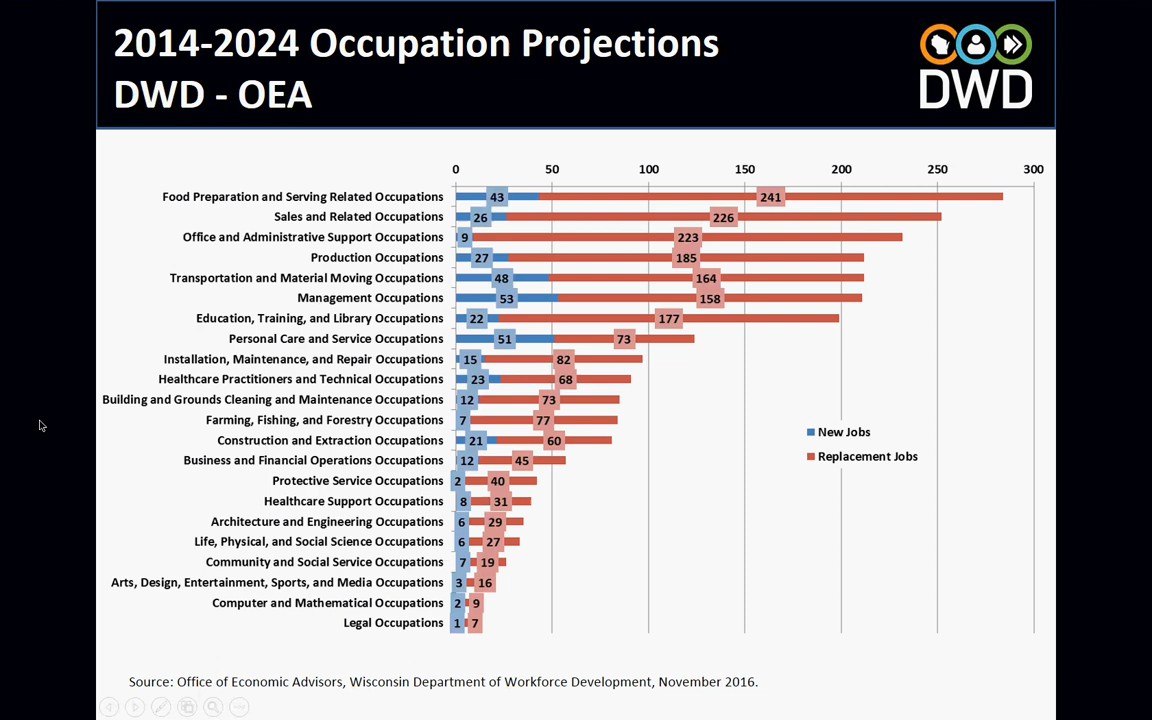 2014-2024 Occupation Projections
DWD - OEA
DWD
0 50 100 150 200 250 300
Food Preparation and Serving Related Occupations 43 241
Sales and Related Occupations 26 226
Office and Administrative Support Occupations 9 223
Production Occupations 27 185
Transportation and Material Moving Occupations 48 164
Management Occupations 53 158
Education, Training, and Library Occupations 22 177
Personal Care and Service Occupations 51 73
Installation, Maintenance, and Repair Occupations 15 82
Healthcare Practitioners and Technical Occupations 23 68
Building and Grounds Cleaning and Maintenance Occupations 12 73
Farming, Fishing, and Forestry Occupations 7 77
New Jobs
Construction and Extraction Occupations 21 60
Replacement Jobs
Business and Financial Operations Occupations 12 45
Protective Service Occupations 2 40
Healthcare Support Occupations 8 31
Architecture and Engineering Occupations 6 29
Life, Physical, and Social Science Occupations 6 27
Community and Social Service Occupations 7 19
Arts, Design, Entertainment, Sports, and Media Occupations 3 16
Computer and Mathematical Occupations 2 9
Legal Occupations 1 7
Source: Office of Economic Advisors, Wisconsin Department of Workforce Development, November 2016.